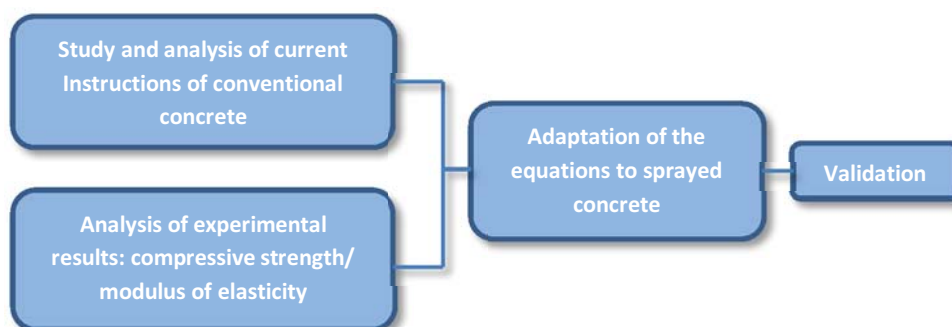 Study and analysis of current
Instructions of conventional
concrete
Analysis of experimental
results: compressive strength/
modulus of elasticity
Adaptation of the
equations to sprayed
concrete
Validation